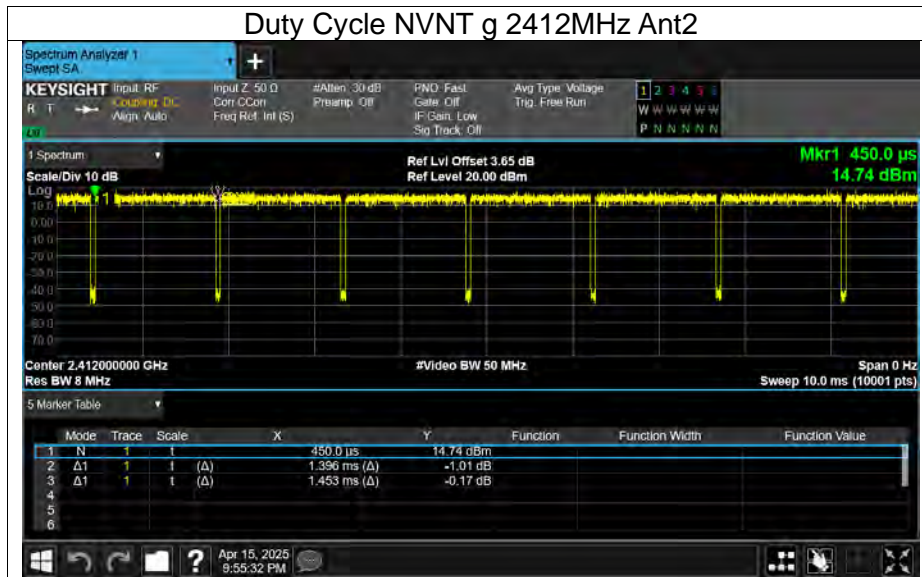 Duty Cycle NVNT g 2412MHz Ant2
Spectrum Analyzer 1
Swept SA
+
KEYSIGHT Input: RF Input Z: 50 Ω #Atten: 30 dB PNO: Fast Avg Type: Voltage 1 2 3 4 5 6
R T Coupling: DC Corr CCorr Preamp: Off Gate: Off Trig: Free Run W W W W W W
Align: Auto Freq Ref: Int (S) IF Gain: Low
Sig Track: Off P N N N N N
1 Spectrum Ref Lvl Offset 3.65 dB Mkr1 450.0 µs
Scale/Div 10 dB Ref Level 20.00 dBm 14.74 dBm
Log
10.0
0.00
-10.0
-20.0
-30.0
-40.0
-50.0
-60.0
-70.0
1
Center 2.412000000 GHz #Video BW 50 MHz Span 0 Hz
Res BW 8 MHz Sweep 10.0 ms (10001 pts)
5 Marker Table
Mode Trace Scale X Y Function Function Width Function Value
1 N 1 t 450.0 µs 14.74 dBm
2 Δ1 1 t (Δ) 1.396 ms (Δ) -1.01 dB
3 Δ1 1 t (Δ) 1.453 ms (Δ) -0.17 dB
4
5
6
? Apr 15, 2025
9:55:32 PM